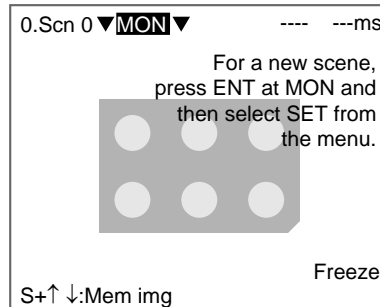 0.Scn 0▼MON▼ ---- ---ms
For a new scene,
press ENT at MON and
then select SET from
the menu.
Freeze
S+↑ ↓:Mem img